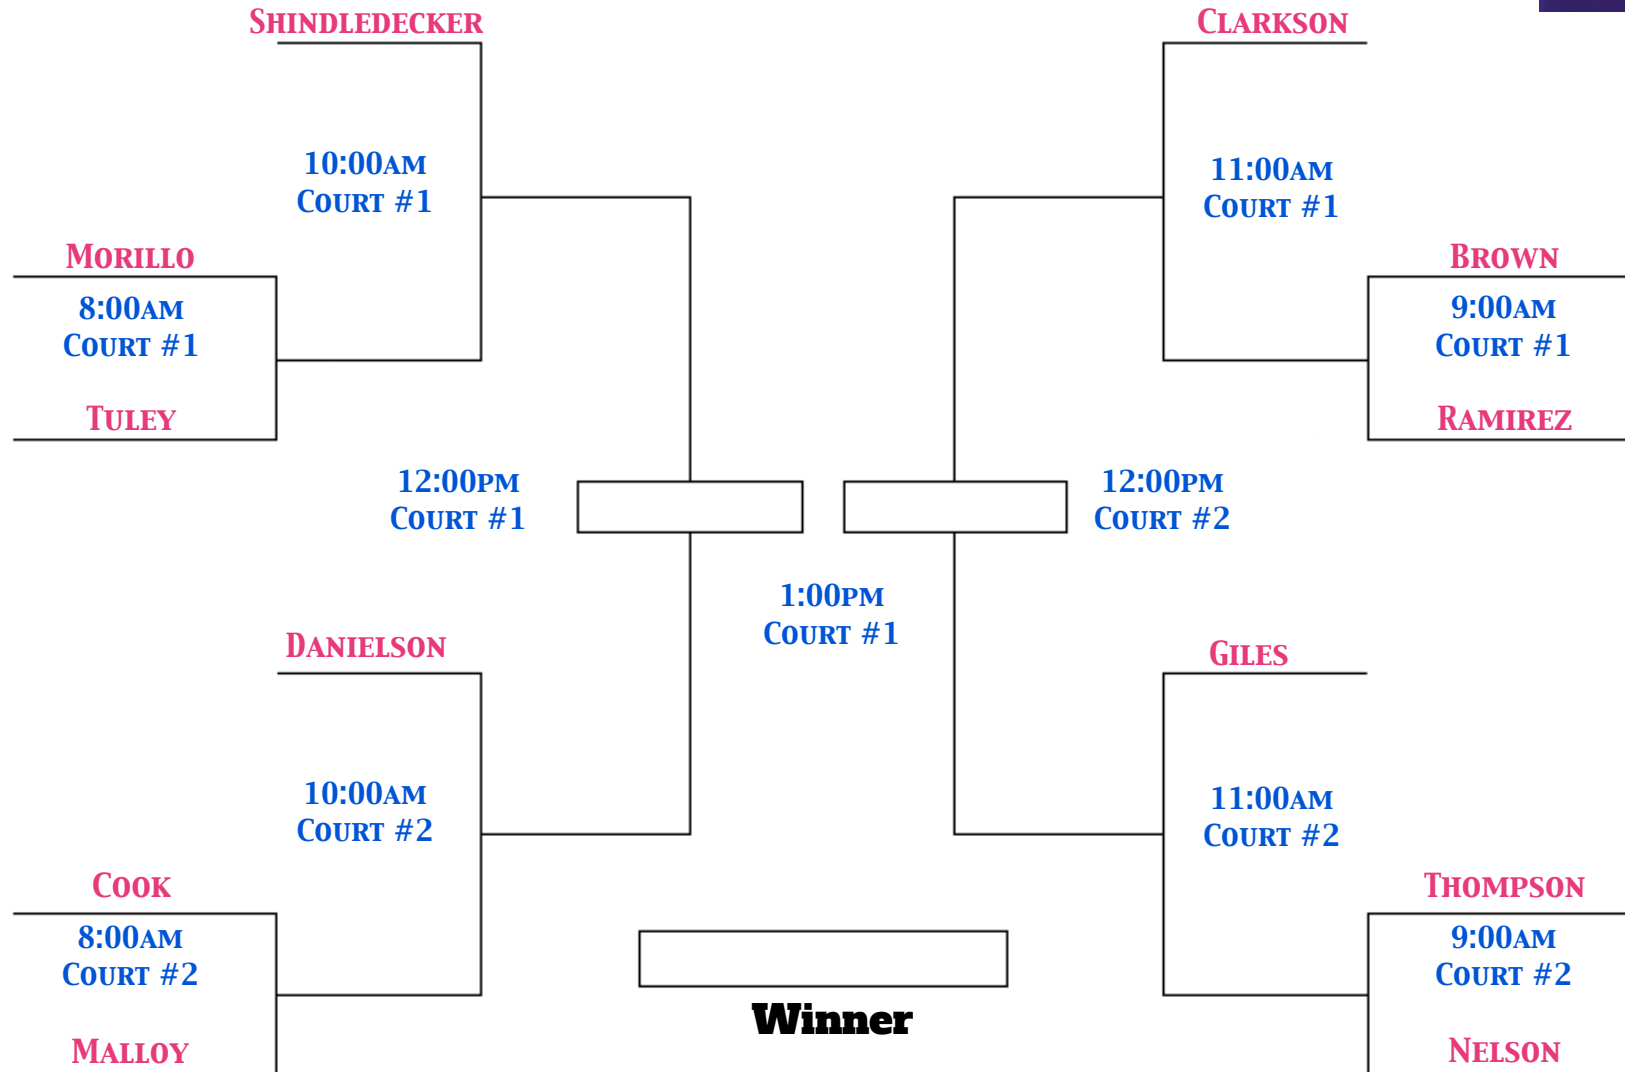 Shindledecker
Clarkson
10:00am
Court #1
11:00am
Court #1
Morillo
8:00am
Court #1
Tuley
Brown
9:00am
Court #1
Ramirez
12:00pm
Court #1
12:00pm
Court #2
1:00pm
Court #1
Danielson
Giles
10:00am
Court #2
11:00am
Court #2
Cook
8:00am
Court #2
Malloy
Thompson
9:00am
Court #2
Nelson
Winner